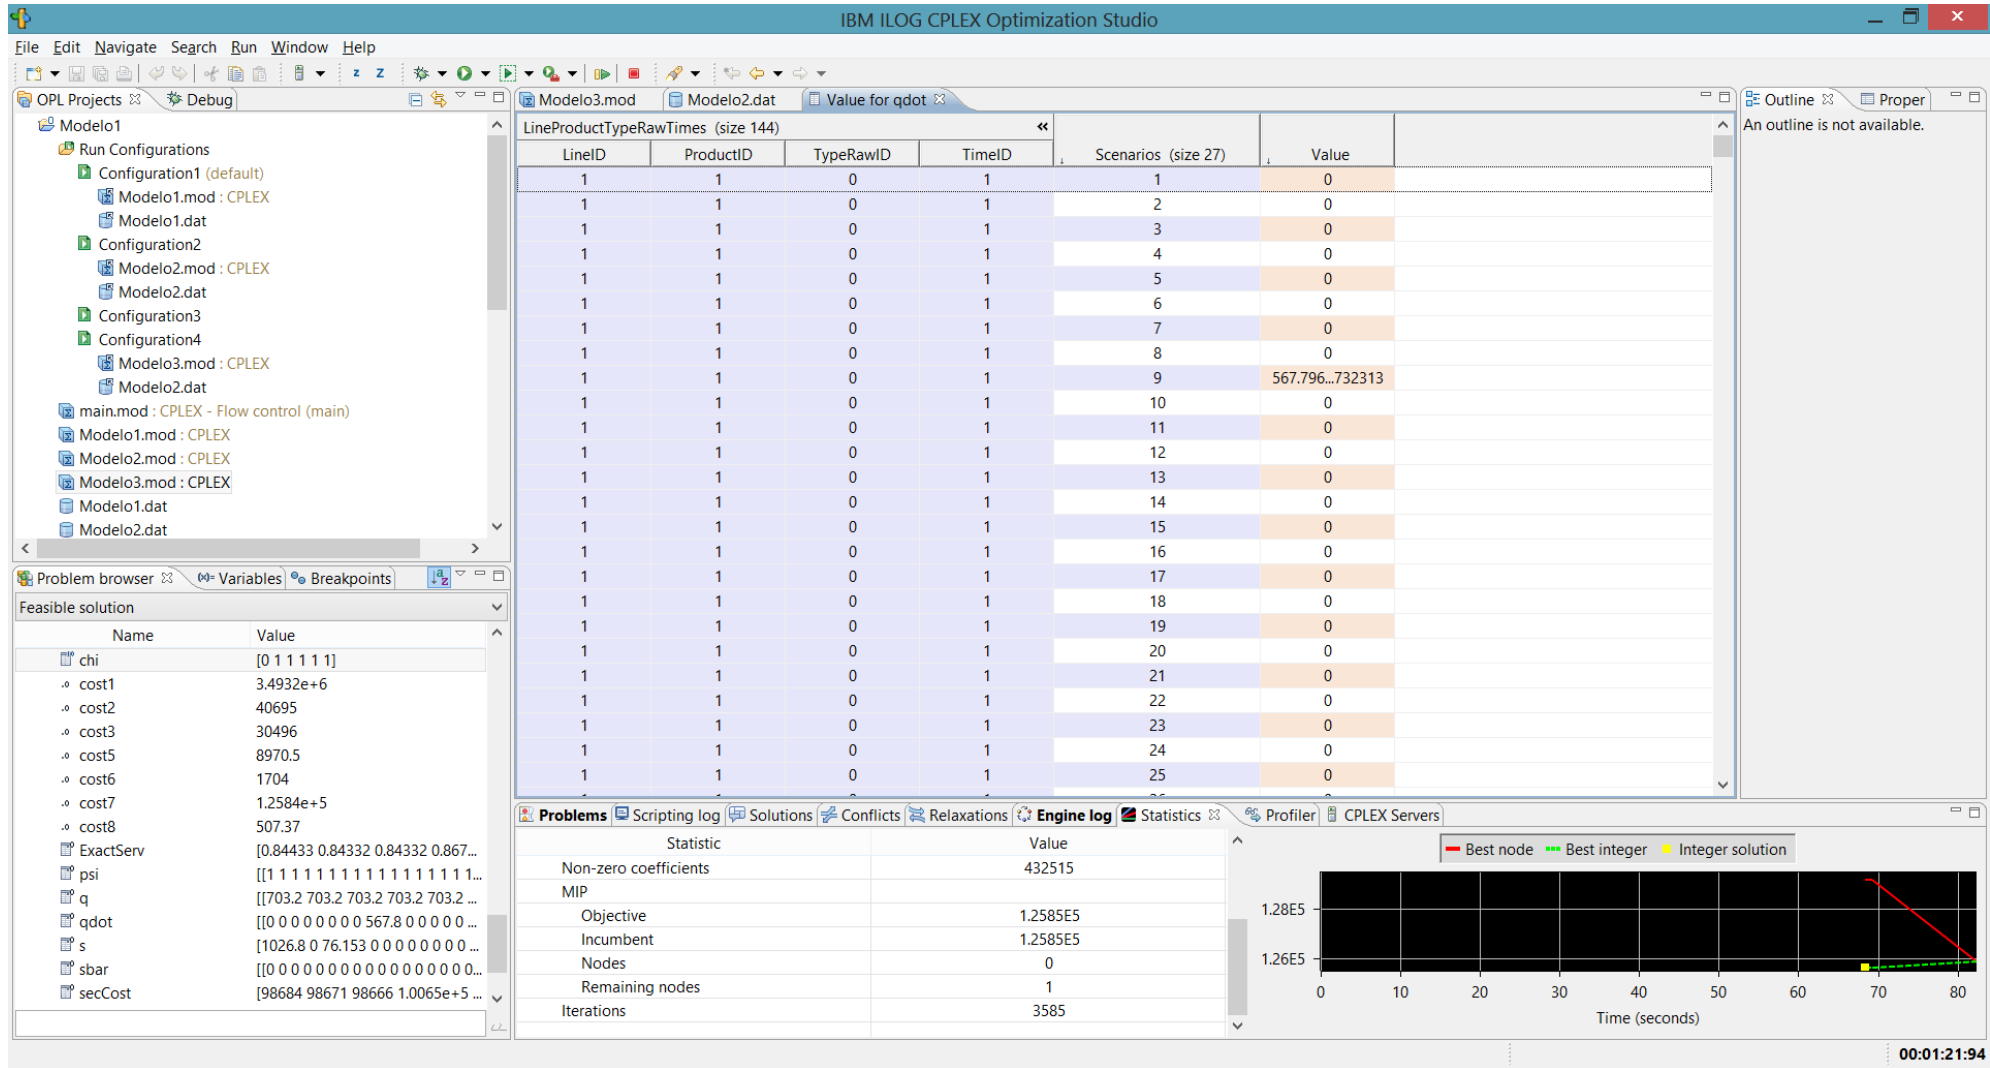 IBM ILOG CPLEX Optimization Studio
File Edit Navigate Search Run Window Help
OPL Projects Debug
Modelo1
Run Configurations
Configuration1 (default)
Modelo1.mod : CPLEX
Modelo1.dat
Configuration2
Modelo2.mod : CPLEX
Modelo2.dat
Configuration3
Configuration4
Modelo3.mod : CPLEX
Modelo2.dat
main.mod : CPLEX - Flow control (main)
Modelo1.mod : CPLEX
Modelo2.mod : CPLEX
Modelo3.mod : CPLEX
Modelo1.dat
Modelo2.dat
Problem browser (x)= Variables Breakpoints
Feasible solution
Name Value
chi [0 1 1 1 1 1]
cost1 3.4932e+6
cost2 40695
cost3 30496
cost5 8970.5
cost6 1704
cost7 1.2584e+5
cost8 507.37
ExactServ [0.84433 0.84332 0.84332 0.867...
psi [[1 1 1 1 1 1 1 1 1 1 1 1 1 1 1 1 1...
q [[703.2 703.2 703.2 703.2 703.2 ...
qdot [[0 0 0 0 0 0 0 0 567.8 0 0 0 0 0 ...
s [1026.8 0 76.153 0 0 0 0 0 0 0 0 ...
sbar [[0 0 0 0 0 0 0 0 0 0 0 0 0 0 0 0 0 0...
secCost [98684 98671 98666 1.0065e+5 ...
Modelo3.mod Modelo2.dat Value for qdot
LineProductTypeRawTimes (size 144) «
LineID ProductID TypeRawID TimeID Scenarios (size 27) Value
1 1 0 1 1 0
1 1 0 1 2 0
1 1 0 1 3 0
1 1 0 1 4 0
1 1 0 1 5 0
1 1 0 1 6 0
1 1 0 1 7 0
1 1 0 1 8 0
1 1 0 1 9 567.796...732313
1 1 0 1 10 0
1 1 0 1 11 0
1 1 0 1 12 0
1 1 0 1 13 0
1 1 0 1 14 0
1 1 0 1 15 0
1 1 0 1 16 0
1 1 0 1 17 0
1 1 0 1 18 0
1 1 0 1 19 0
1 1 0 1 20 0
1 1 0 1 21 0
1 1 0 1 22 0
1 1 0 1 23 0
1 1 0 1 24 0
1 1 0 1 25 0
Outline Proper
An outline is not available.
Problems Scripting log Solutions Conflicts Relaxations Engine log Statistics Profiler CPLEX Servers
Statistic Value
Non-zero coefficients 432515
MIP
Objective 1.2585E5
Incumbent 1.2585E5
Nodes 0
Remaining nodes 1
Iterations 3585
Best node Best integer Integer solution
1.28E5
1.26E5
0 10 20 30 40 50 60 70 80
Time (seconds)
00:01:21:94